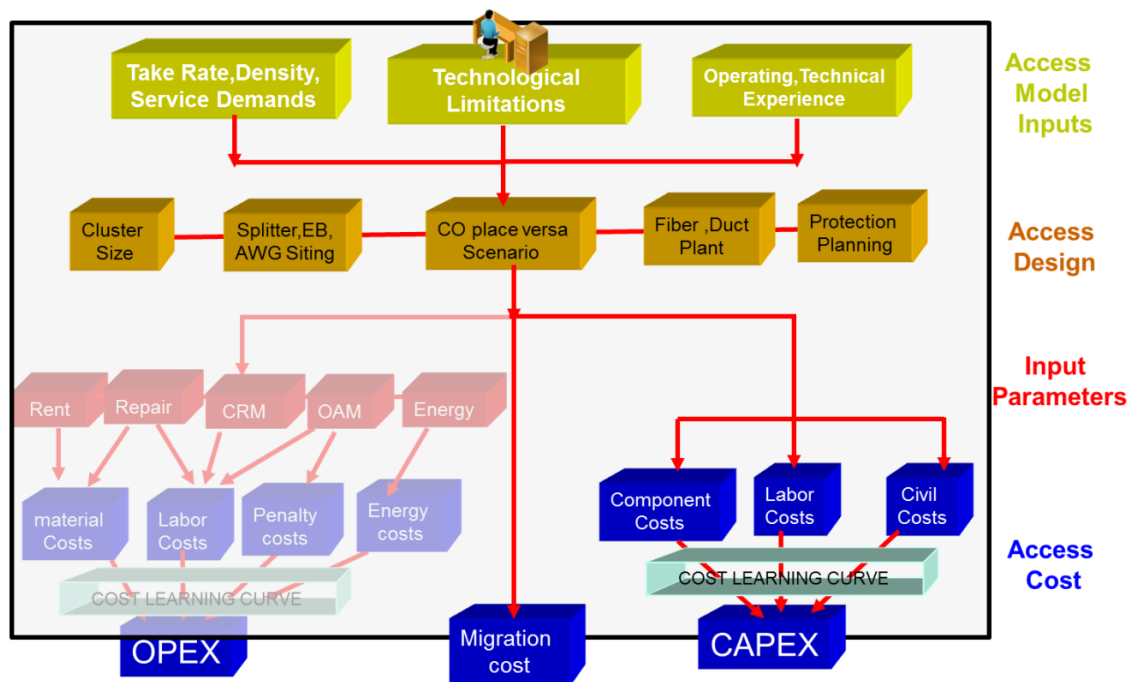 Take Rate,Density,
Service Demands
Technological
Limitations
Operating,Technical
Experience
Access
Model
Inputs
Cluster
Size
Splitter,EB,
AWG Siting
CO place versa
Scenario
Fiber ,Duct
Plant
Protection
Planning
Access
Design
Rent
Repair
CRM
OAM
Energy
Input
Parameters
material
Costs
Labor
Costs
Penalty
costs
Energy
costs
Component
Costs
Labor
Costs
Civil
Costs
Access
Cost
COST LEARNING CURVE
COST LEARNING CURVE
OPEX
Migration
cost
CAPEX